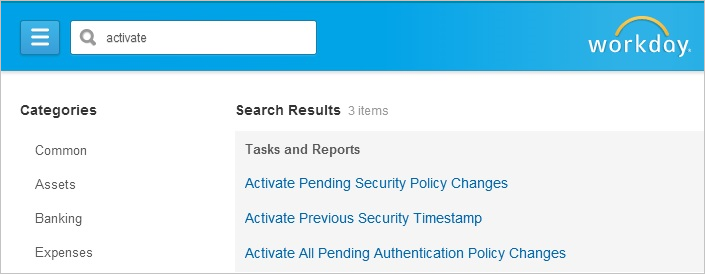 activate
workday.
Categories
Common
Assets
Banking
Expenses
Search Results 3 items
Tasks and Reports
Activate Pending Security Policy Changes
Activate Previous Security Timestamp
Activate All Pending Authentication Policy Changes